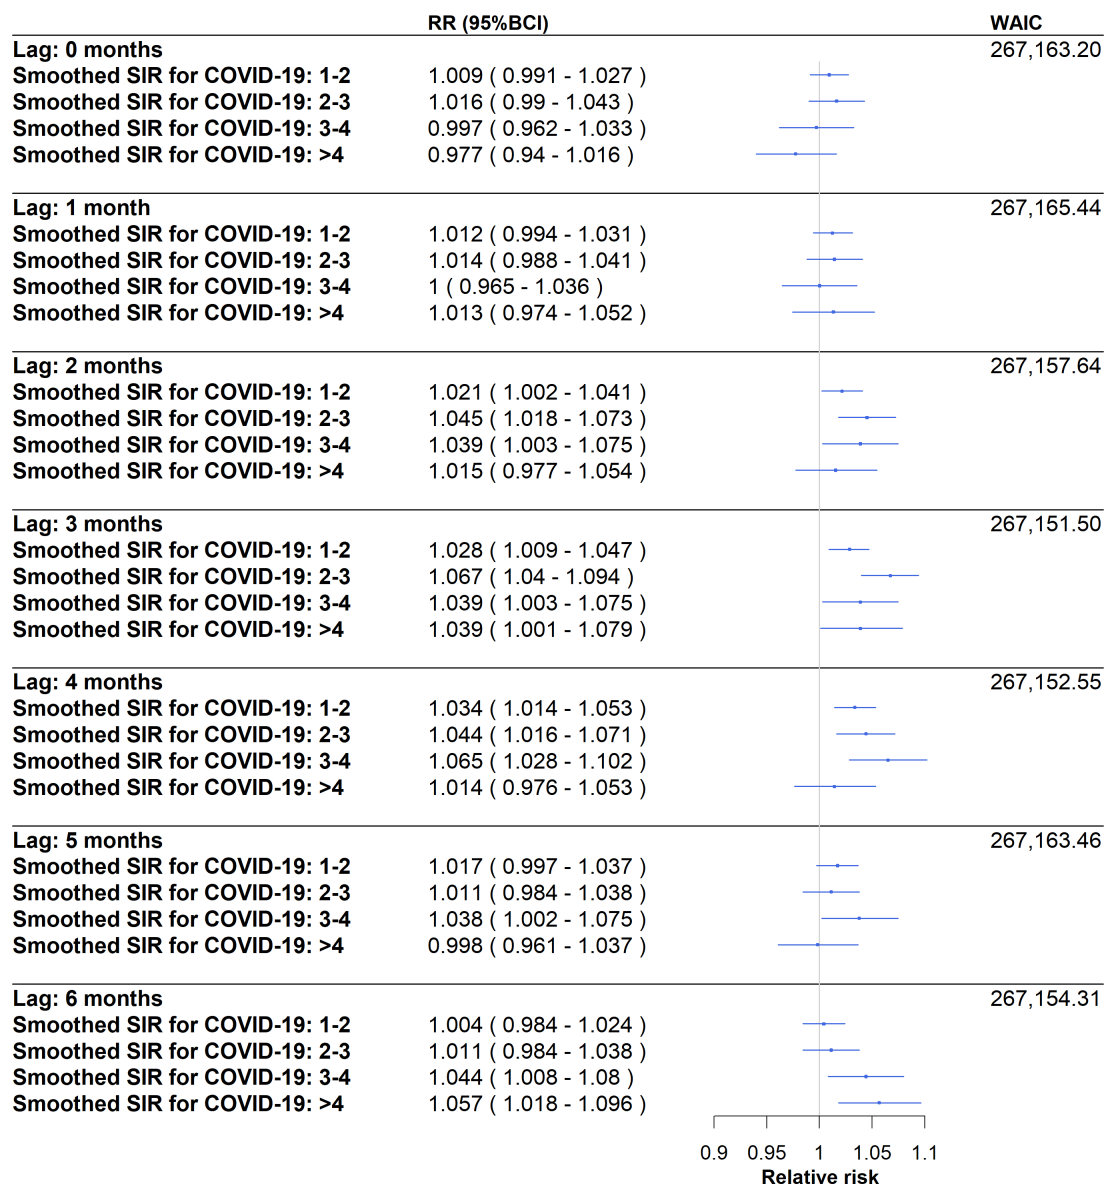 RR (95%BCI) WAIC
Lag: 0 months 267,163.20
Smoothed SIR for COVID-19: 1-2 1.009 ( 0.991 - 1.027 )
Smoothed SIR for COVID-19: 2-3 1.016 ( 0.99 - 1.043 )
Smoothed SIR for COVID-19: 3-4 0.997 ( 0.962 - 1.033 )
Smoothed SIR for COVID-19: >4 0.977 ( 0.94 - 1.016 )
Lag: 1 month 267,165.44
Smoothed SIR for COVID-19: 1-2 1.012 ( 0.994 - 1.031 )
Smoothed SIR for COVID-19: 2-3 1.014 ( 0.988 - 1.041 )
Smoothed SIR for COVID-19: 3-4 1 ( 0.965 - 1.036 )
Smoothed SIR for COVID-19: >4 1.013 ( 0.974 - 1.052 )
Lag: 2 months 267,157.64
Smoothed SIR for COVID-19: 1-2 1.021 ( 1.002 - 1.041 )
Smoothed SIR for COVID-19: 2-3 1.045 ( 1.018 - 1.073 )
Smoothed SIR for COVID-19: 3-4 1.039 ( 1.003 - 1.075 )
Smoothed SIR for COVID-19: >4 1.015 ( 0.977 - 1.054 )
Lag: 3 months 267,151.50
Smoothed SIR for COVID-19: 1-2 1.028 ( 1.009 - 1.047 )
Smoothed SIR for COVID-19: 2-3 1.067 ( 1.04 - 1.094 )
Smoothed SIR for COVID-19: 3-4 1.039 ( 1.003 - 1.075 )
Smoothed SIR for COVID-19: >4 1.039 ( 1.001 - 1.079 )
Lag: 4 months 267,152.55
Smoothed SIR for COVID-19: 1-2 1.034 ( 1.014 - 1.053 )
Smoothed SIR for COVID-19: 2-3 1.044 ( 1.016 - 1.071 )
Smoothed SIR for COVID-19: 3-4 1.065 ( 1.028 - 1.102 )
Smoothed SIR for COVID-19: >4 1.014 ( 0.976 - 1.053 )
Lag: 5 months 267,163.46
Smoothed SIR for COVID-19: 1-2 1.017 ( 0.997 - 1.037 )
Smoothed SIR for COVID-19: 2-3 1.011 ( 0.984 - 1.038 )
Smoothed SIR for COVID-19: 3-4 1.038 ( 1.002 - 1.075 )
Smoothed SIR for COVID-19: >4 0.998 ( 0.961 - 1.037 )
Lag: 6 months 267,154.31
Smoothed SIR for COVID-19: 1-2 1.004 ( 0.984 - 1.024 )
Smoothed SIR for COVID-19: 2-3 1.011 ( 0.984 - 1.038 )
Smoothed SIR for COVID-19: 3-4 1.044 ( 1.008 - 1.08 )
Smoothed SIR for COVID-19: >4 1.057 ( 1.018 - 1.096 )
0.9 0.95 1 1.05 1.1
Relative risk